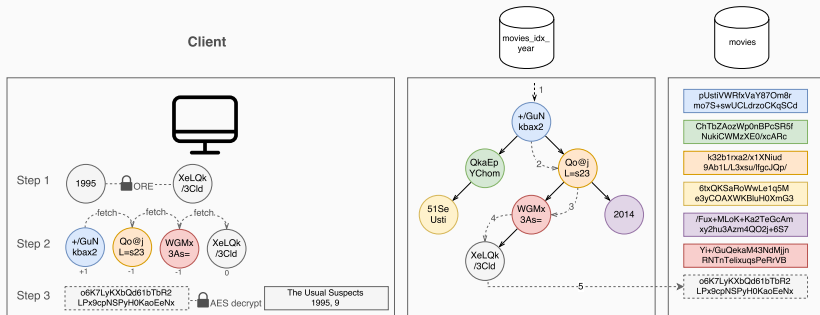 Client
movies_idx_
year
movies
Step 1
1995
ORE
XeLQk
/3Cld
fetch
fetch
fetch
Step 2
+/GuN
kbax2
Qo@j
L=s23
WGMx
3As=
XeLQk
/3Cld
+1
-1
-1
0
Step 3
o6K7LyKXbQd61bTbR2
LPx9cpNSPyH0KaoEeNx
AES decrypt
The Usual Suspects
1995, 9
1
+/GuN
kbax2
2
QkaEp
YChom
Qo@j
L=s23
3
51Se
Usti
WGMx
3As=
2014
4
XeLQk
/3Cld
5
pUstiVWRfxVaY87Om8r
mo7S+swUCLdrzoCKqSCd
ChTbZAozWp0nBPcSR5f
NukiCWMzXE0/xcARc
k32b1rxa2/x1XNiud
9Ab1L/L3xsu/lfgcJQp/
6txQKSaRoWwLe1q5M
e3yCOAXWKBluH0XmG3
/Fux+MLoK+Ka2TeGcAm
xy2hu3Azm4QO2j+6S7
Yi+/GuQekaM43NdMjjn
RNTnTelixuqsPeRrVB
o6K7LyKXbQd61bTbR2
LPx9cpNSPyH0KaoEeNx